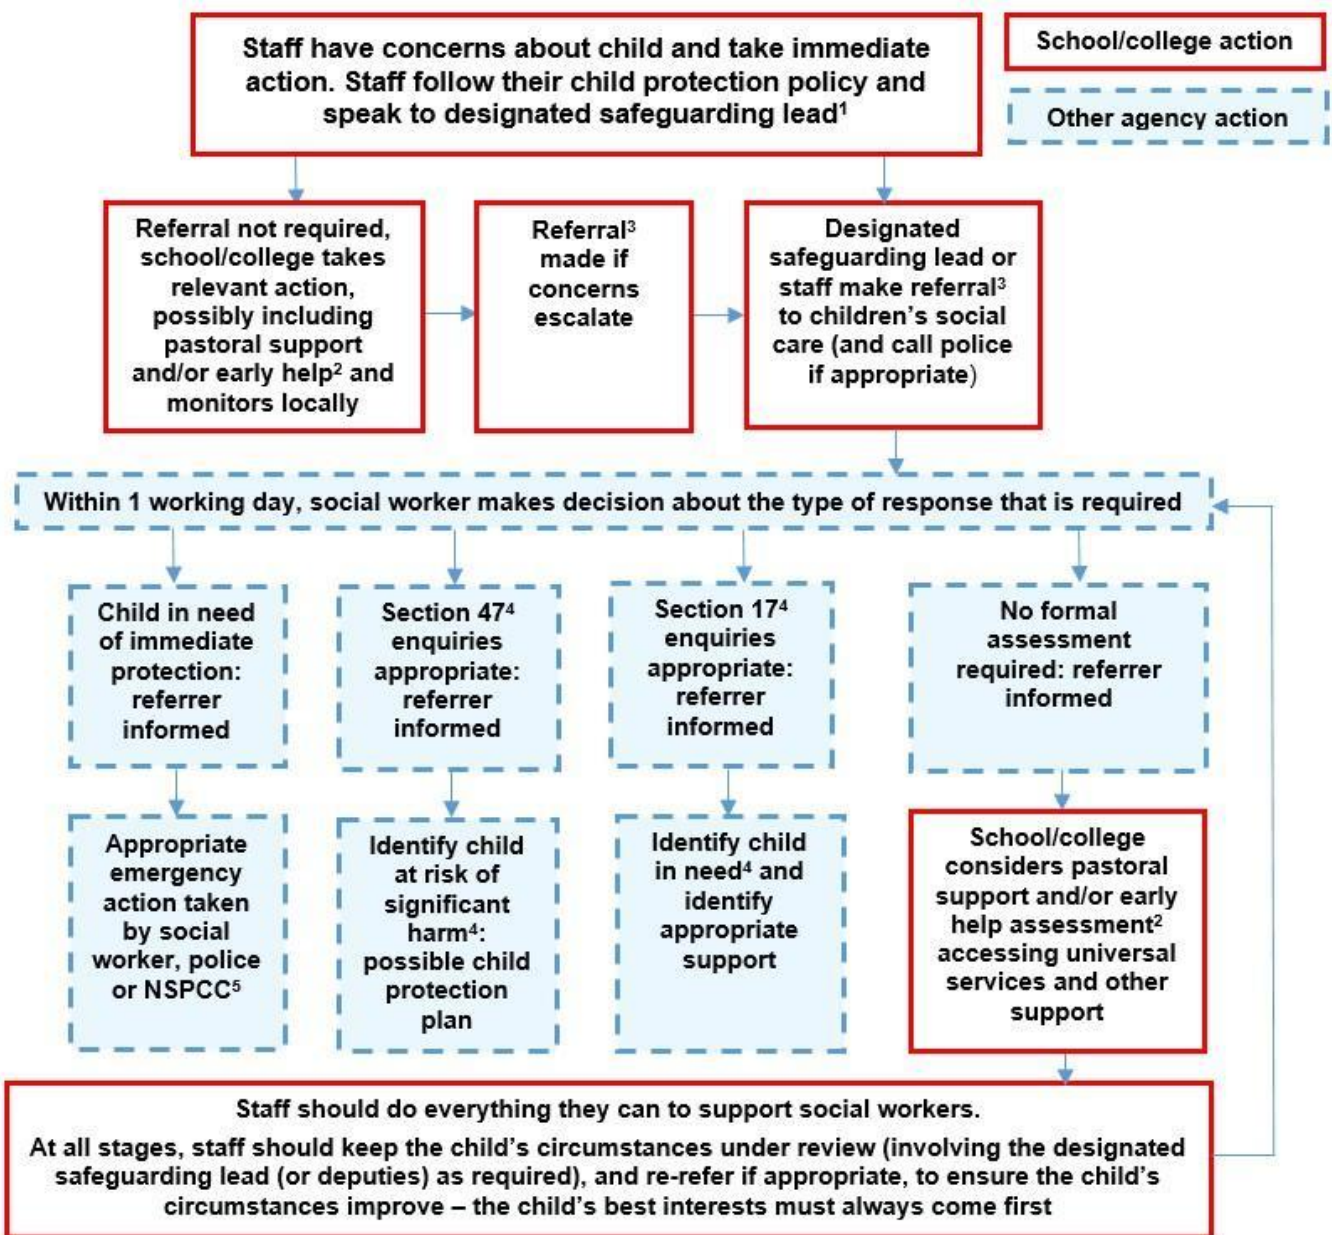 Staff have concerns about child and take immediate
action. Staff follow their child protection policy and
speak to designated safeguarding lead¹
School/college action
Other agency action
Referral not required,
school/college takes
relevant action,
possibly including
pastoral support
and/or early help² and
monitors locally
Referral³
made if
concerns
escalate
Designated
safeguarding lead or
staff make referral³
to children’s social
care (and call police
if appropriate)
Within 1 working day, social worker makes decision about the type of response that is required
Child in need
of immediate
protection:
referrer
informed
Section 47⁴
enquiries
appropriate:
referrer
informed
Section 17⁴
enquiries
appropriate:
referrer
informed
No formal
assessment
required: referrer
informed
Appropriate
emergency
action taken
by social
worker, police
or NSPCC⁵
Identify child
at risk of
significant
harm⁴:
possible child
protection
plan
Identify child
in need⁴ and
identify
appropriate
support
School/college
considers pastoral
support and/or early
help assessment²
accessing universal
services and other
support
Staff should do everything they can to support social workers.
At all stages, staff should keep the child’s circumstances under review (involving the designated
safeguarding lead (or deputies) as required), and re-refer if appropriate, to ensure the child’s
circumstances improve – the child’s best interests must always come first